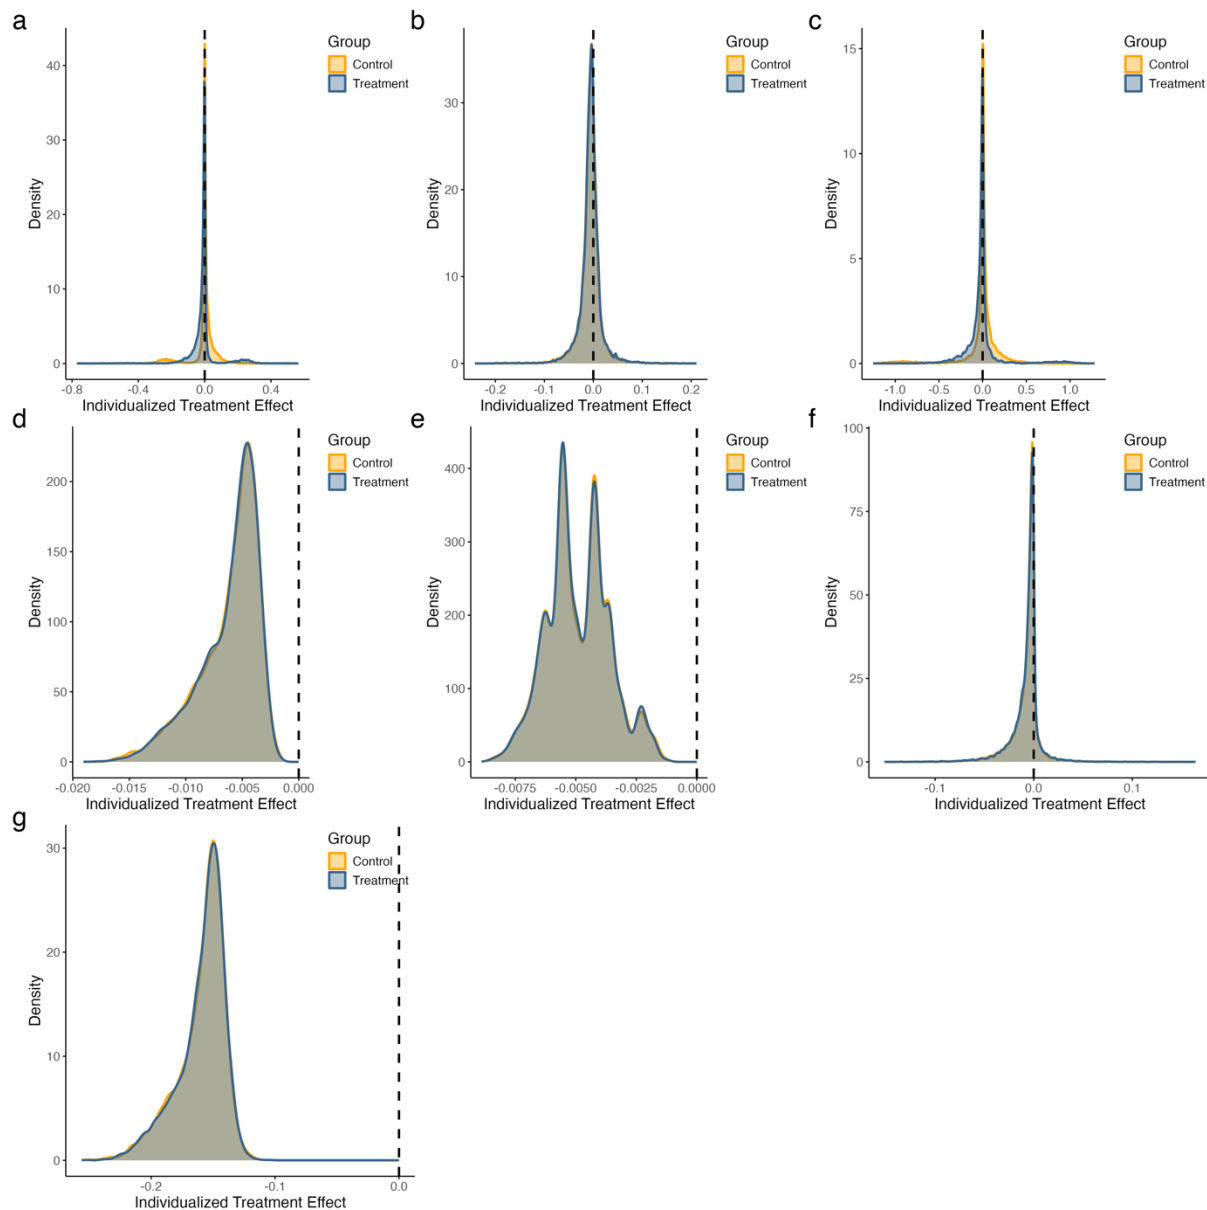 a
Group
Control
Treatment
40
30
20
10
0
Density
-0.8 -0.4 0.0 0.4
Individualized Treatment Effect
b
Group
Control
Treatment
30
20
10
0
Density
-0.2 -0.1 0.0 0.1 0.2
Individualized Treatment Effect
c
Group
Control
Treatment
15
10
5
0
Density
-1.0 -0.5 0.0 0.5 1.0
Individualized Treatment Effect
d
Group
Control
Treatment
200
150
100
50
0
Density
-0.020 -0.015 -0.010 -0.005 0.000
Individualized Treatment Effect
e
Group
Control
Treatment
400
300
200
100
0
Density
-0.0075 -0.0050 -0.0025 0.0000
Individualized Treatment Effect
f
Group
Control
Treatment
100
75
50
25
0
Density
-0.1 0.0 0.1
Individualized Treatment Effect
g
Group
Control
Treatment
30
20
10
0
Density
-0.2 -0.1 0.0
Individualized Treatment Effect